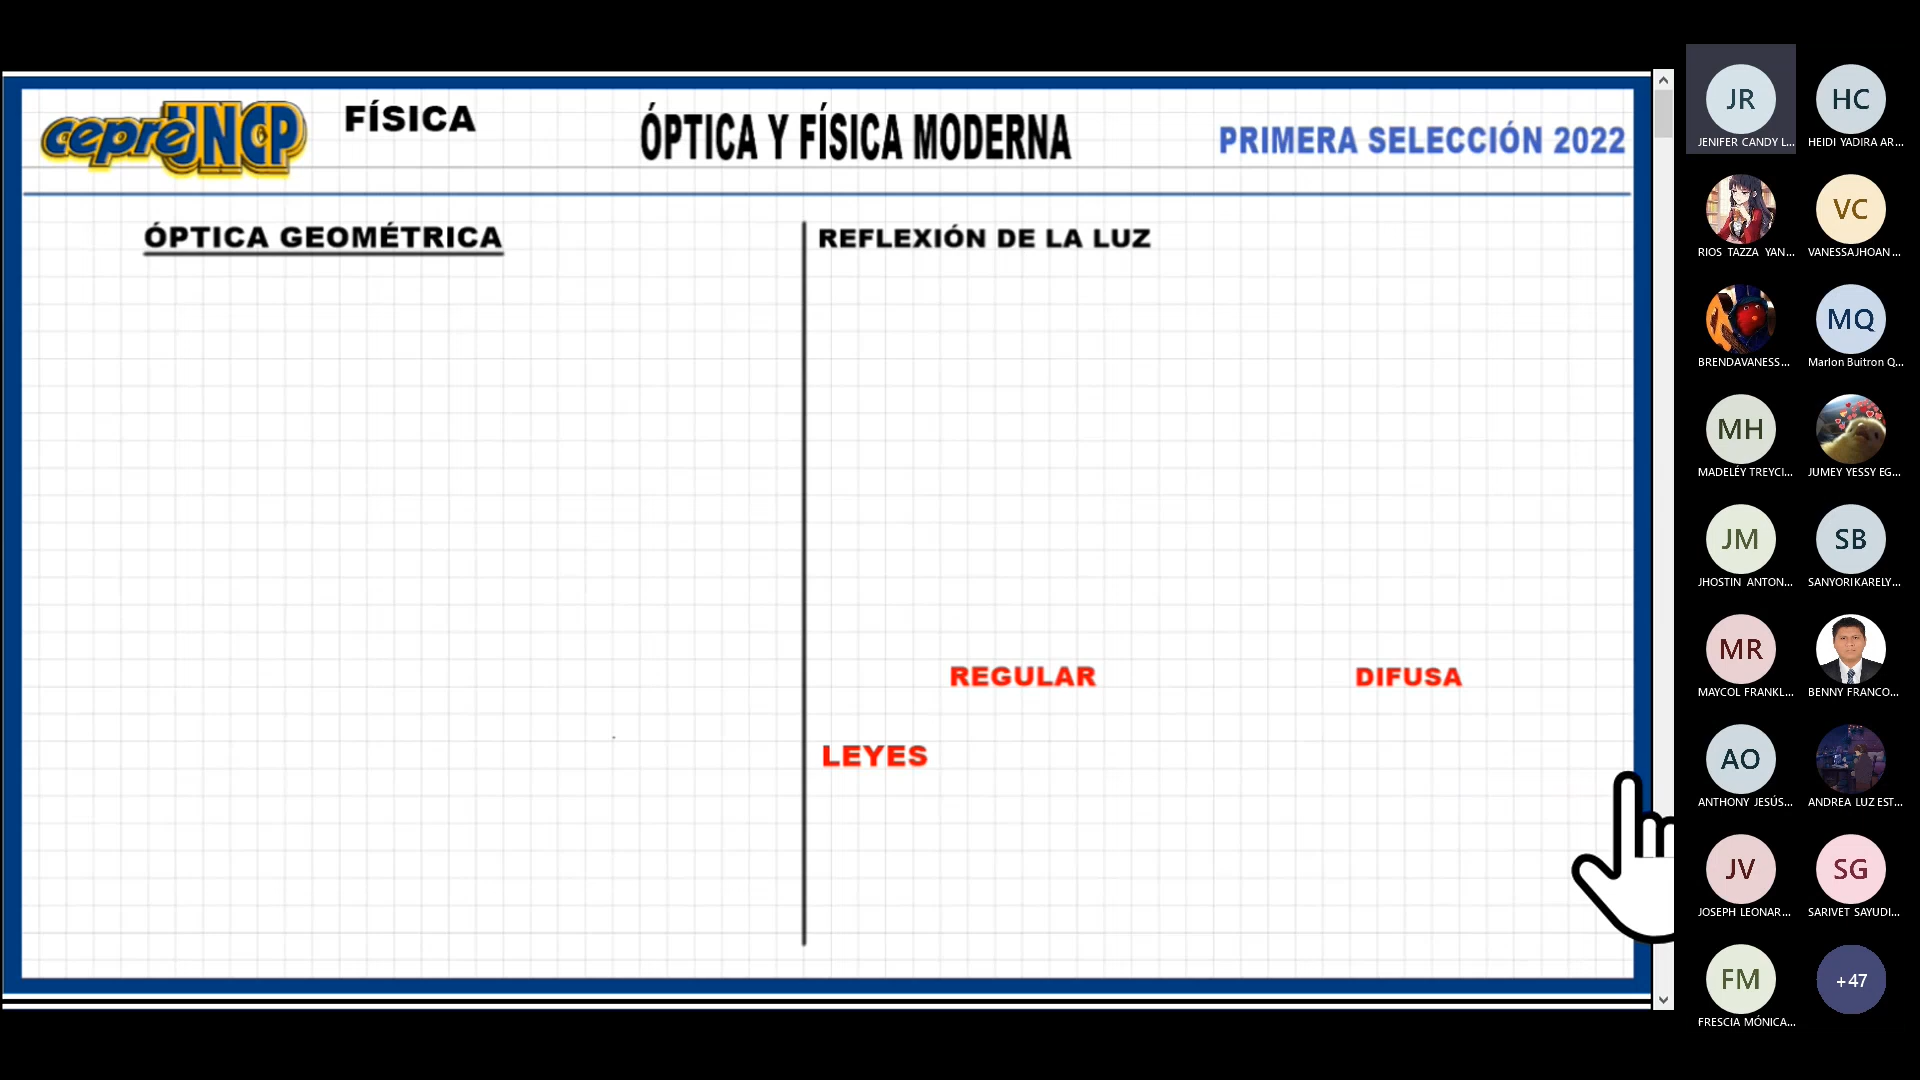 cepreUNCP
FÍSICA
ÓPTICA Y FÍSICA MODERNA
PRIMERA SELECCIÓN 2022
ÓPTICA GEOMÉTRICA
REFLEXIÓN DE LA LUZ
REGULAR
DIFUSA
LEYES
JR
HC
JENIFER CANDY L...
HEIDI YADIRA AR...
VC
RIOS TAZZA YAN...
VANESSAJHOAN...
MQ
BRENDAVANESS...
Marlon Buitron Q...
MH
MADELÉY TREYCI...
JUMEY YESSY EG...
JM
SB
JHOSTIN ANTON...
SANYORIKARELY...
MR
MAYCOL FRANKL...
BENNY FRANCO...
AO
ANTHONY JESÚS...
ANDREA LUZ EST...
JV
SG
JOSEPH LEONAR...
SARIVET SAYUDI...
FM
+47
FRESCIA MÓNICA...